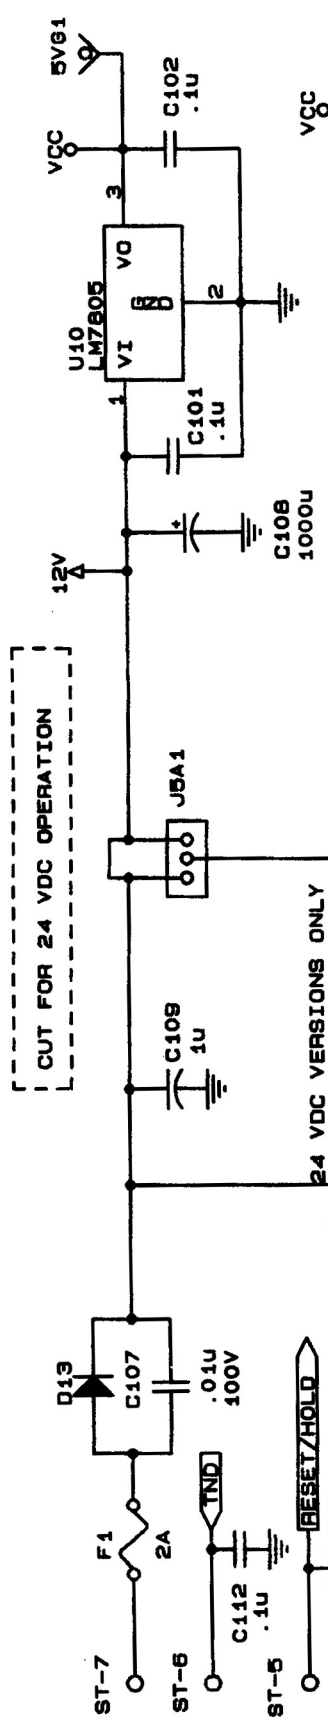 ST-7
F1
2A
D13
C107
.01u
100V
ST-6
TND
C112
.1u
ST-5
RESET/HOLD
CUT FOR 24 VDC OPERATION
C109
1u
J5A1
24 VDC VERSIONS ONLY
12V
C108
1000u
C101
.1u
U10
LM7805
VI
VO
GND
1
2
3
VCC
5VG1
C102
.1u
VCC